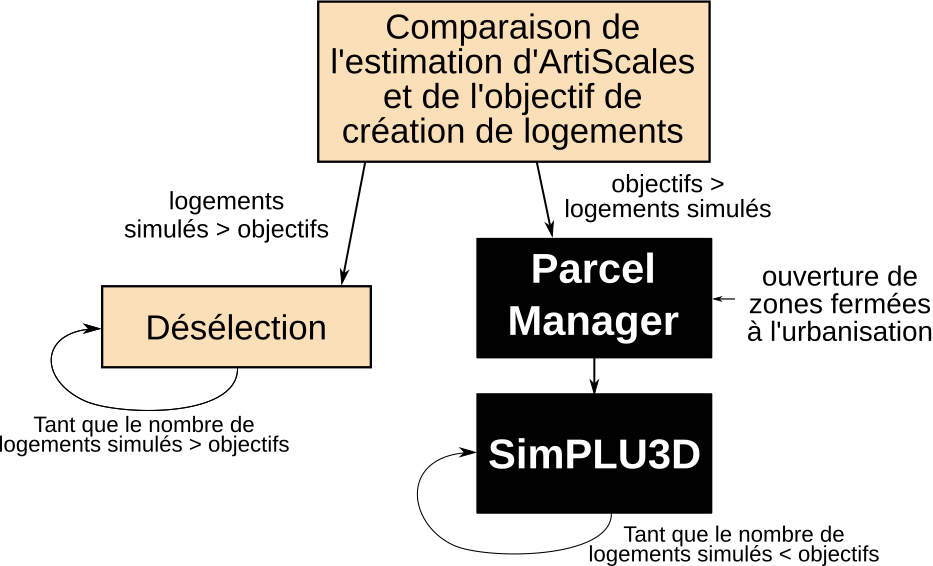 Comparaison de
l'estimation d'ArtiScales
et de l'objectif de
création de logements
logements
simulés > objectifs
objectifs >
logements simulés
Parcel
Manager
ouverture de
zones fermées
à l'urbanisation
Désélection
Tant que le nombre de
logements simulés > objectifs
SimPLU3D
Tant que le nombre de
logements simulés < objectifs